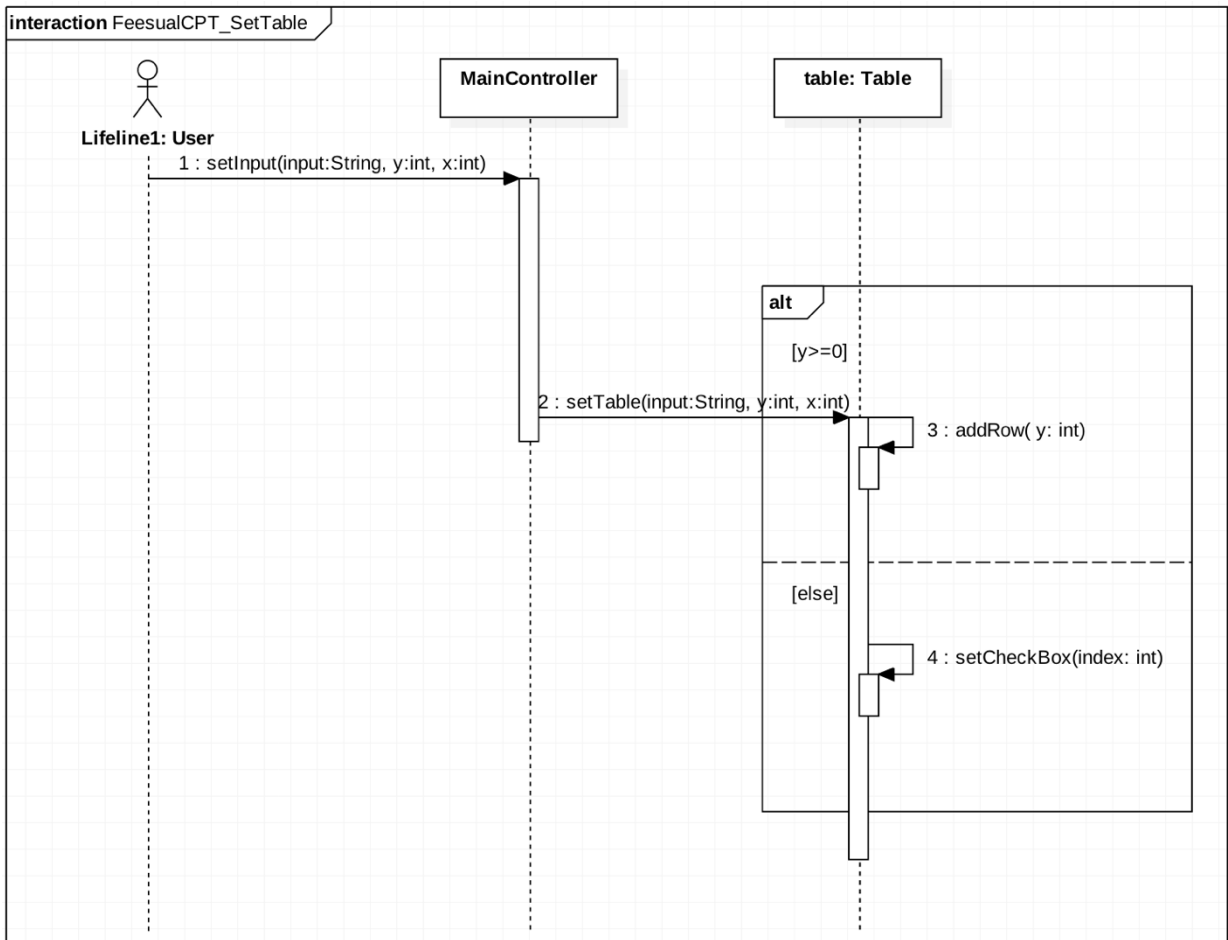 interaction FeesualCPT_SetTable
MainController
table: Table
Lifeline1: User
1 : setInput(input:String, y:int, x:int)
alt
[y>=0]
2 : setTable(input:String, y:int, x:int)
3 : addRow( y: int)
[else]
4 : setCheckBox(index: int)